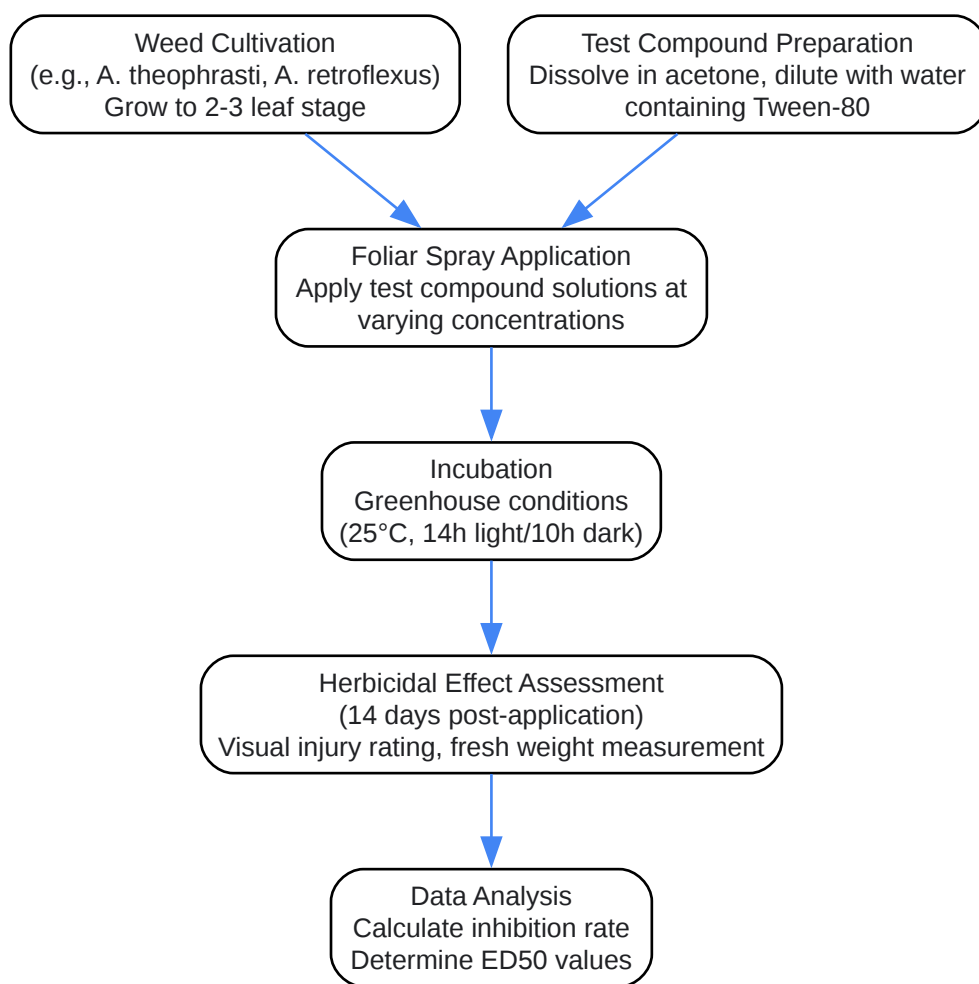 Weed Cultivation
(e.g., A. theophrasti, A. retroflexus)
Grow to 2-3 leaf stage
Test Compound Preparation
Dissolve in acetone, dilute with water
containing Tween-80
Foliar Spray Application
Apply test compound solutions at
varying concentrations
Incubation
Greenhouse conditions
(25°C, 14h light/10h dark)
Herbicidal Effect Assessment
(14 days post-application)
Visual injury rating, fresh weight measurement
Data Analysis
Calculate inhibition rate
Determine ED50 values